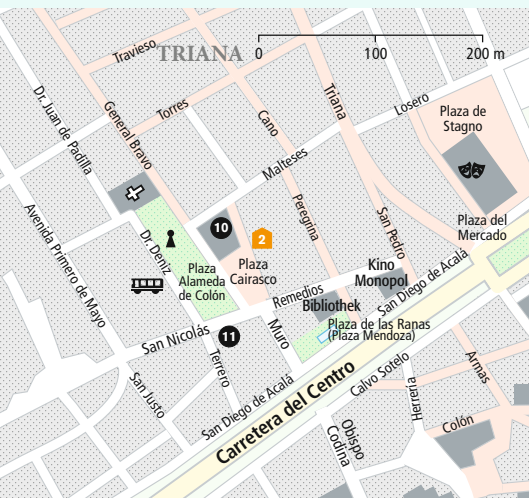 Travieso
TRIANA
0
100
200 m
Dr. Juan de Padilla
General Bravo
Torres
Cano
Triana
Losero
Plaza de
Stagno
Malteses
Avenida Primero de Mayo
Dr. Deniz
10
2
Peregrina
San Pedro
Plaza del
Mercado
Plaza
Alameda
de Colón
Plaza
Cairasco
Kino
Monopol
San Diego de Acalá
Remedios
Bibliothek
Plaza de las Ranas
(Plaza Mendoza)
San Nicolás
11
Muro
Terrero
San Justo
San Diego de Acalá
Carretera del Centro
Calvo Sotelo
Armas
Herrería
Colón
Obispo
Codina